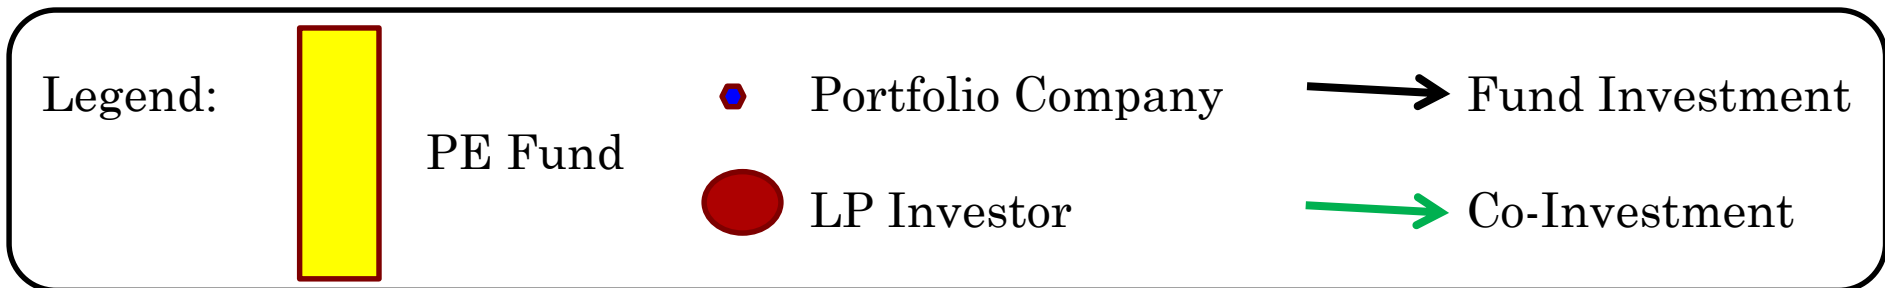 Legend:
PE Fund
Portfolio Company
LP Investor
Fund Investment
Co-Investment